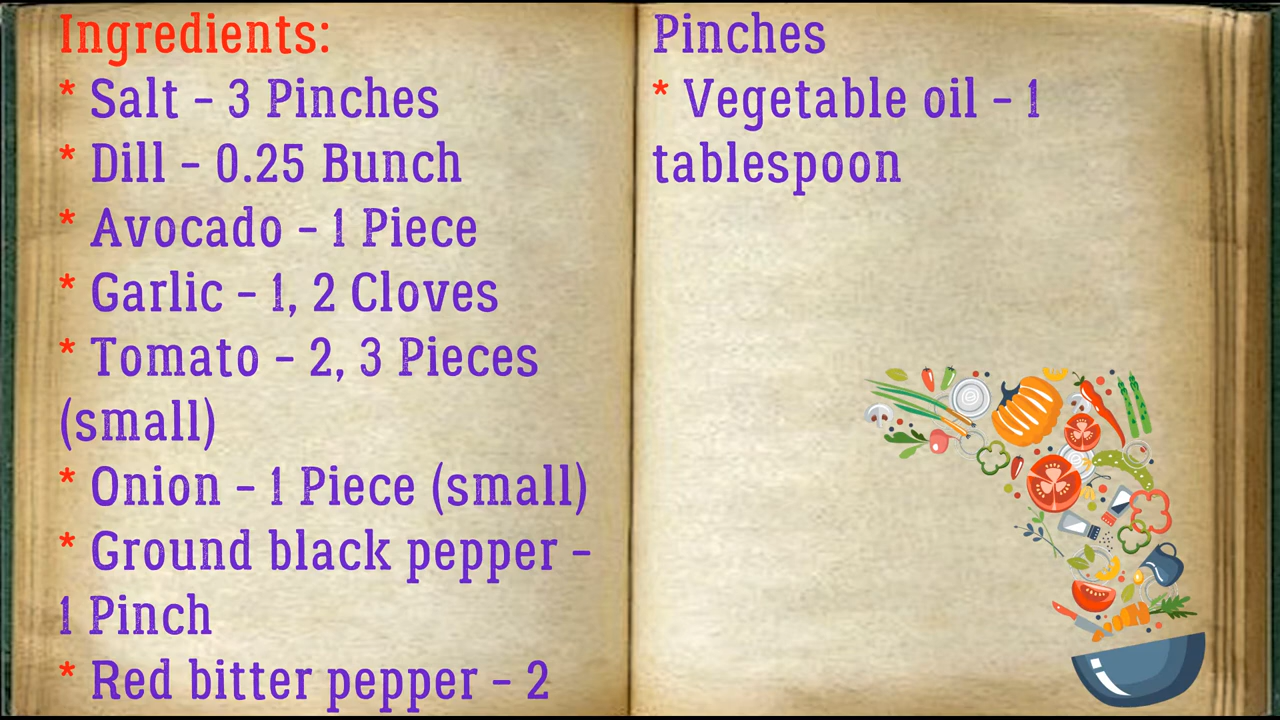 Ingredients:
* Salt - 3 Pinches
* Dill - 0.25 Bunch
* Avocado - 1 Piece
* Garlic - 1, 2 Cloves
* Tomato - 2, 3 Pieces
(small)
* Onion - 1 Piece (small)
* Ground black pepper -
1 Pinch
* Red bitter pepper - 2
Pinches
* Vegetable oil - 1
tablespoon